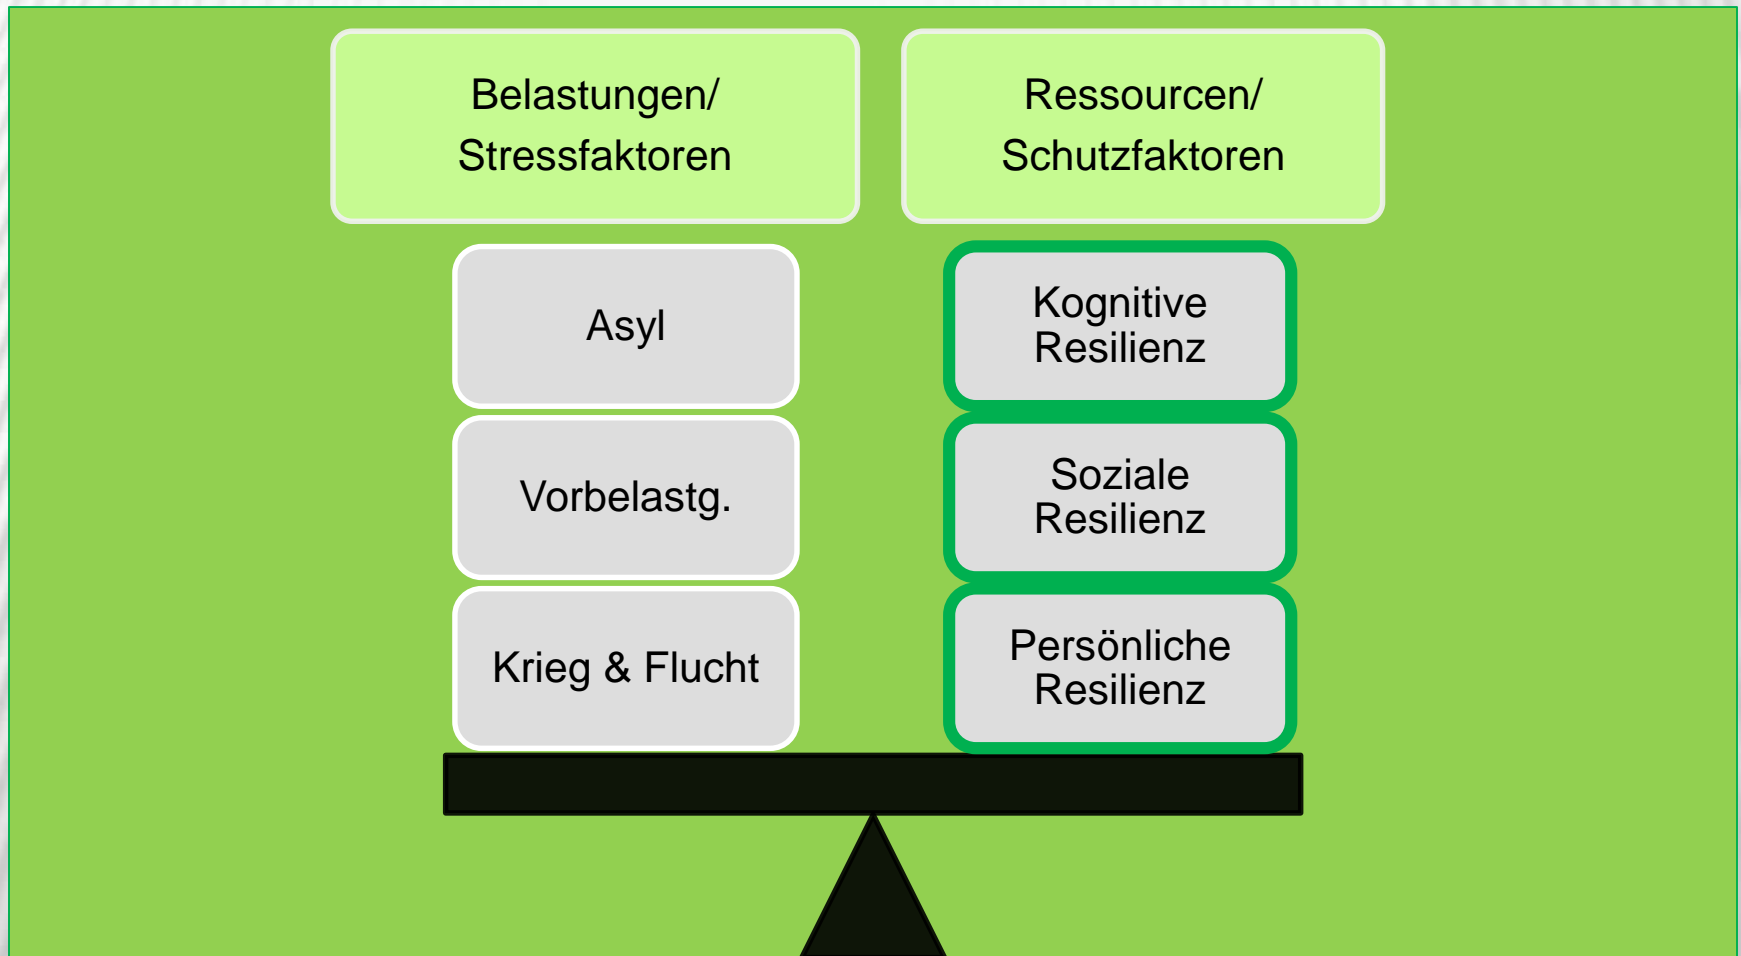 Belastungen/
Stressfaktoren
Ressourcen/
Schutzfaktoren
Asyl
Kognitive
Resilienz
Vorbelastg.
Soziale
Resilienz
Krieg & Flucht
Persönliche
Resilienz